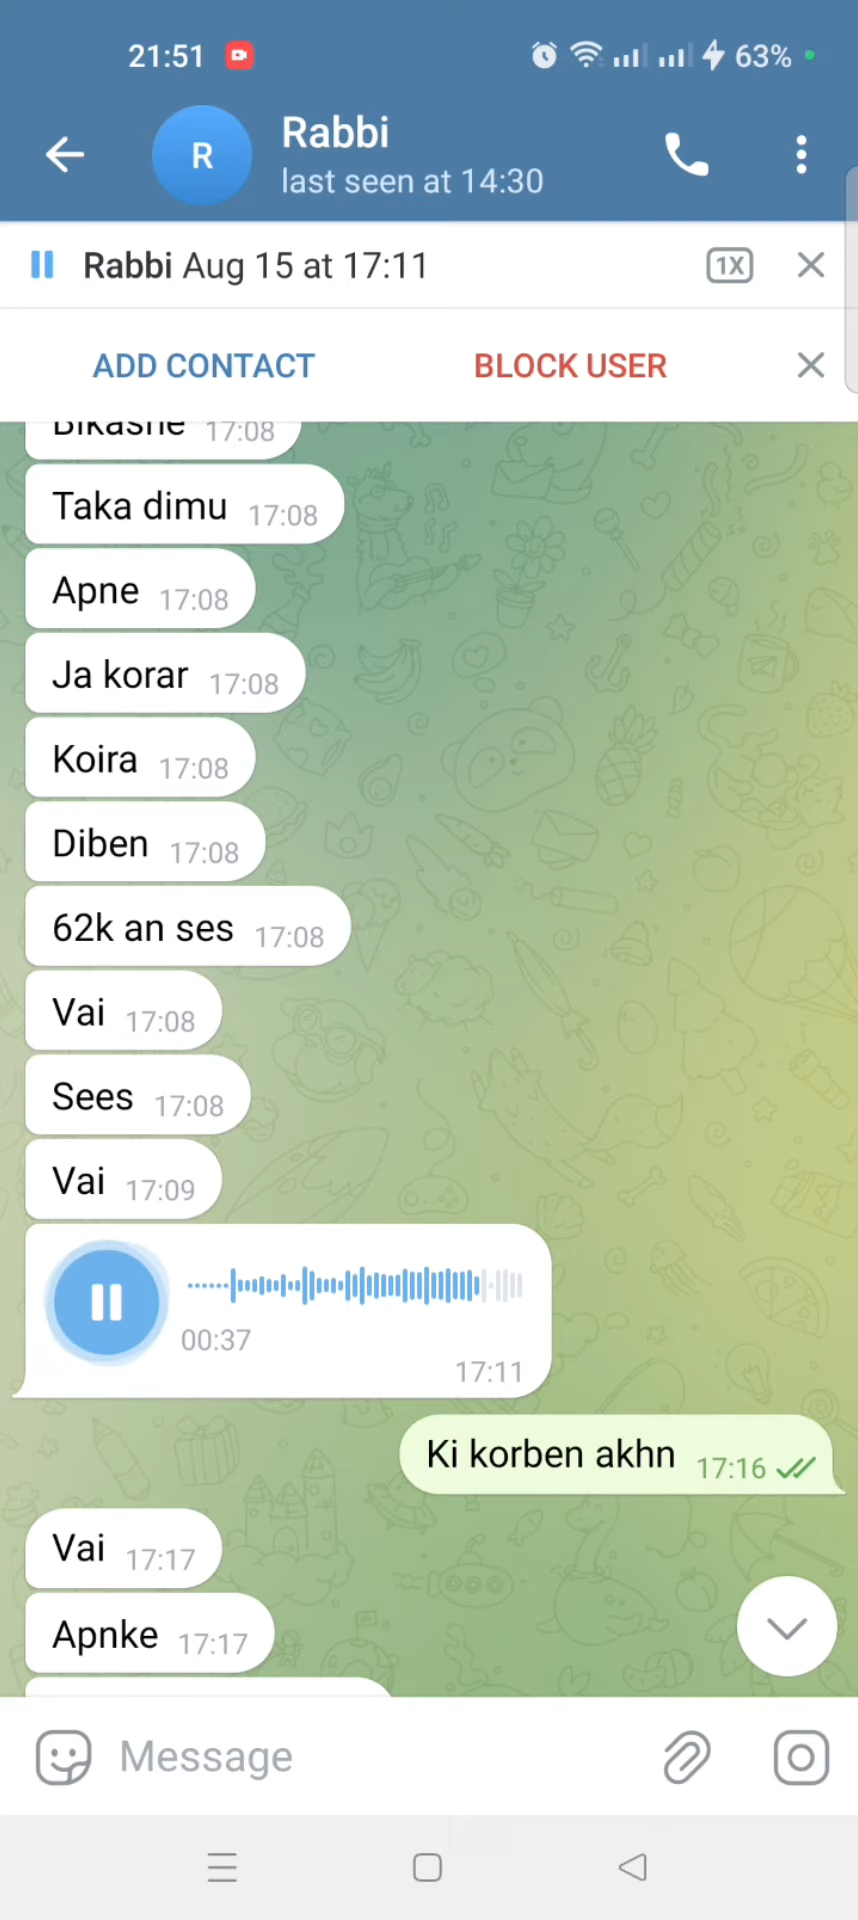 21:51
63%
R
Rabbi
last seen at 14:30
Rabbi Aug 15 at 17:11
1X
ADD CONTACT
BLOCK USER
Bikashe 17:08
Taka dimu 17:08
Apne 17:08
Ja korar 17:08
Koira 17:08
Diben 17:08
62k an ses 17:08
Vai 17:08
Sees 17:08
Vai 17:09
00:37
17:11
Ki korben akhn 17:16
Vai 17:17
Apnke 17:17
Message